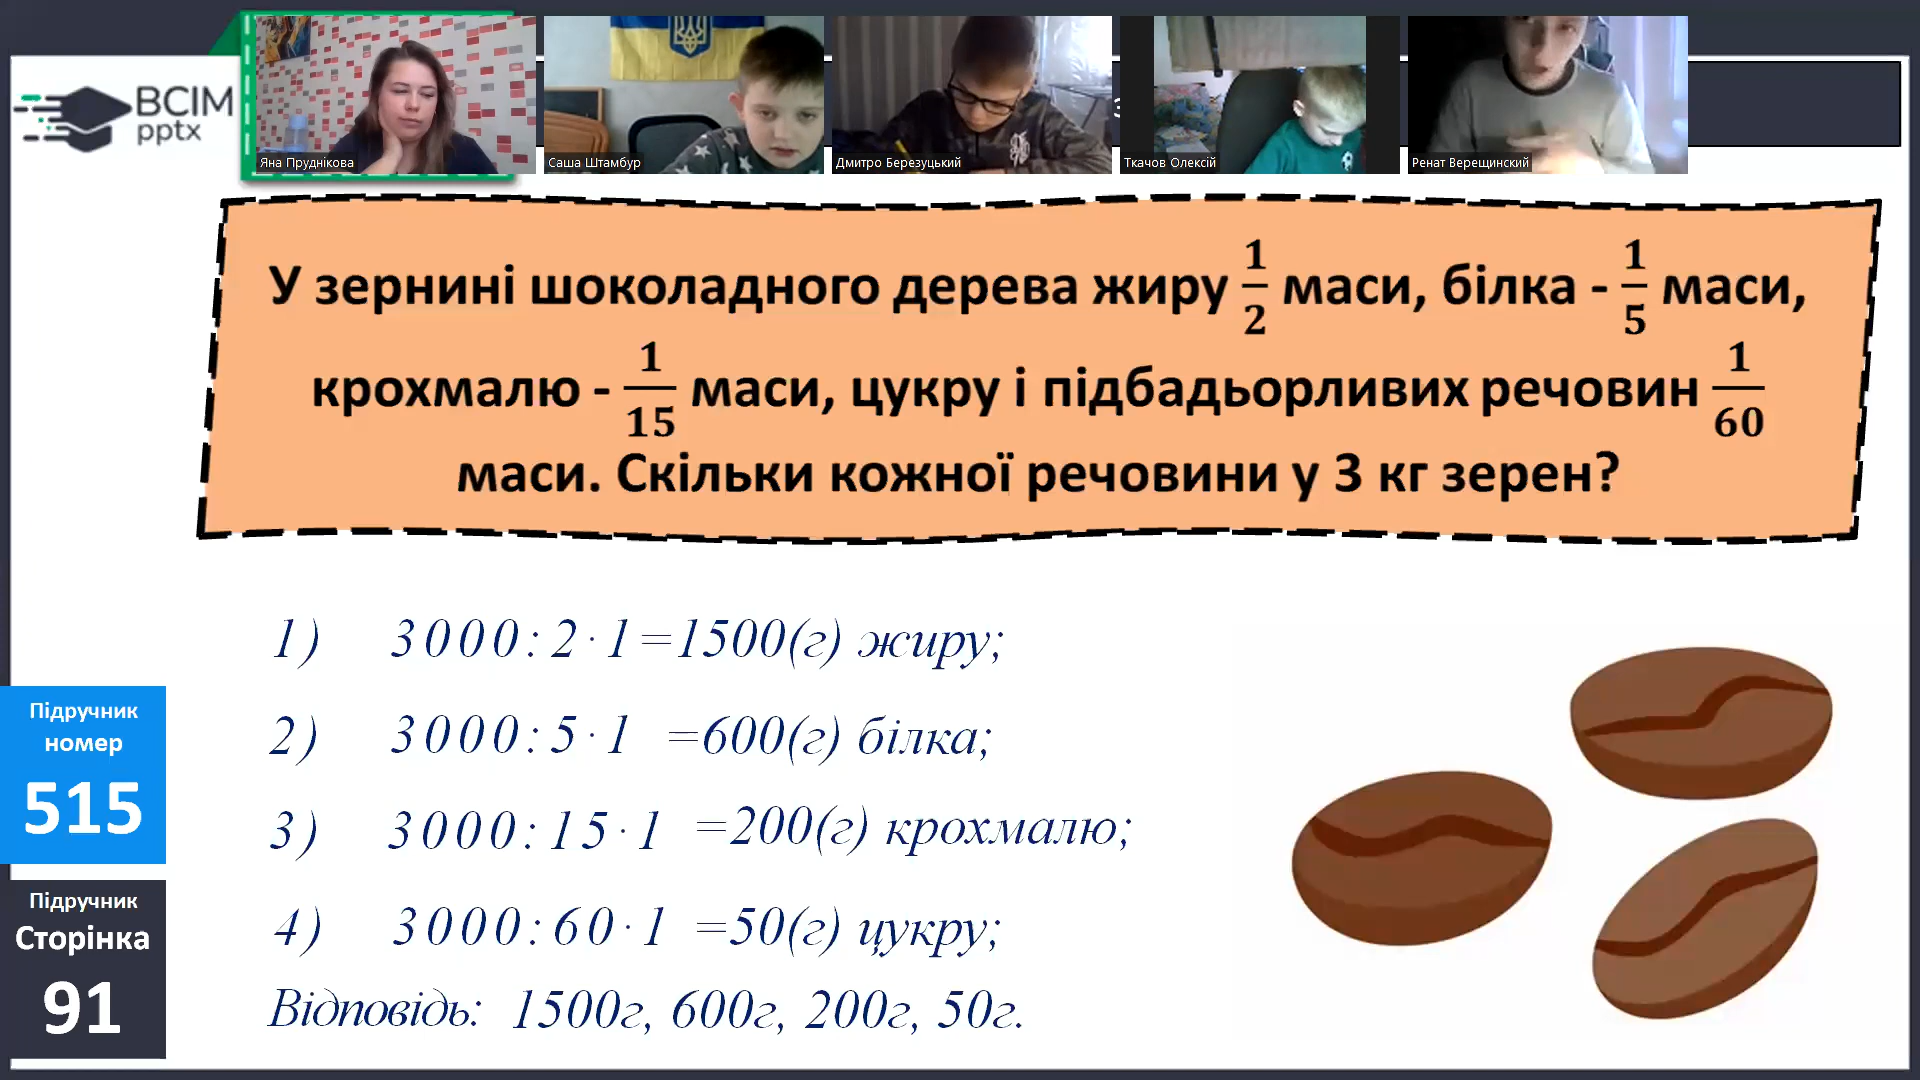 ВСІМ
pptx
Яна Пруднікова
Саша Штамбур
Дмитро Березуцький
Ткачов Олексій
Ренат Верещинский
У зернині шоколадного дерева жиру 1/2 маси, білка - 1/5 маси,
крохмалю - 1/15 маси, цукру і підбадьорливих речовин 1/60
маси. Скільки кожної речовини у 3 кг зерен?
1) 3000:2·1=1500(г) жиру;
2) 3000:5·1 =600(г) білка;
3) 3000:15·1 =200(г) крохмалю;
4) 3000:60·1 =50(г) цукру;
Відповідь: 1500г, 600г, 200г, 50г.
Підручник
номер
515
Підручник
Сторінка
91